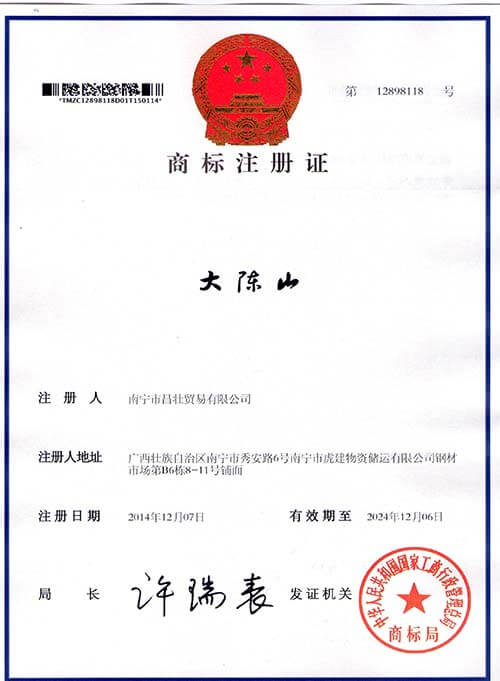 *TMZC12898118D01T150114*
第 12898118 号
商标注册证
大陈山
注册人 南宁市昌壮贸易有限公司
注册人地址 广西壮族自治区南宁市秀安路6号南宁市虎建物资储运有限公司钢材
市场第B6栋8-11号铺面
注册日期 2014年12月07日 有效期至 2024年12月06日
局长 许瑞表 发证机关
中华人民共和国国家工商行政管理总局
商标局